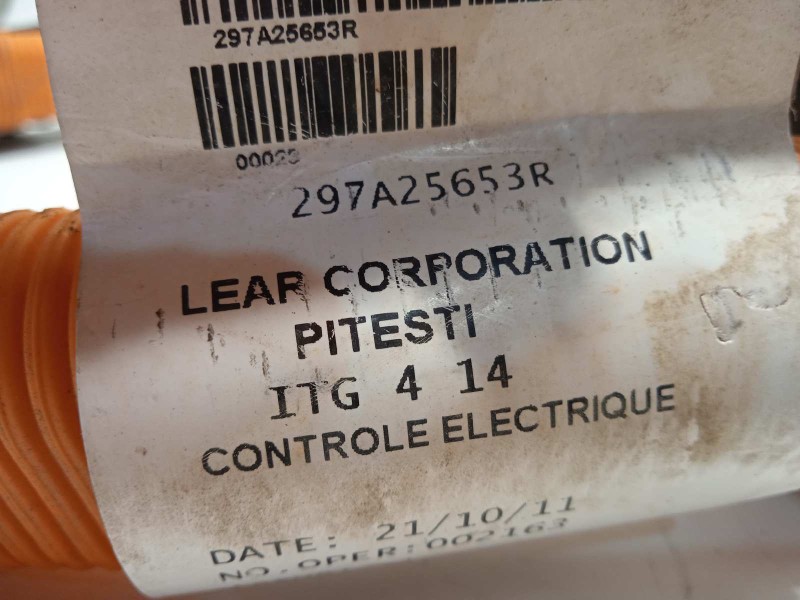 297A25653R
00023
297A25653R
LEAR CORPORATION
PITESTI
ITG 4 14
CONTROLE ELECTRIQUE
DATE: 21/10/11
NO.OPER:002163